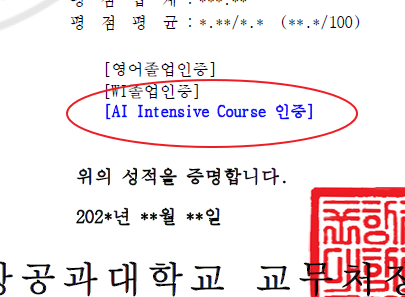 평 점 평 균 : *.**/*.* (**.*/100)
[영어졸업인증]
[WI졸업인증]
[AI Intensive Course 인증]
위의 성적을 증명합니다.
202*년 **월 **일
항공과대학교 교무처장